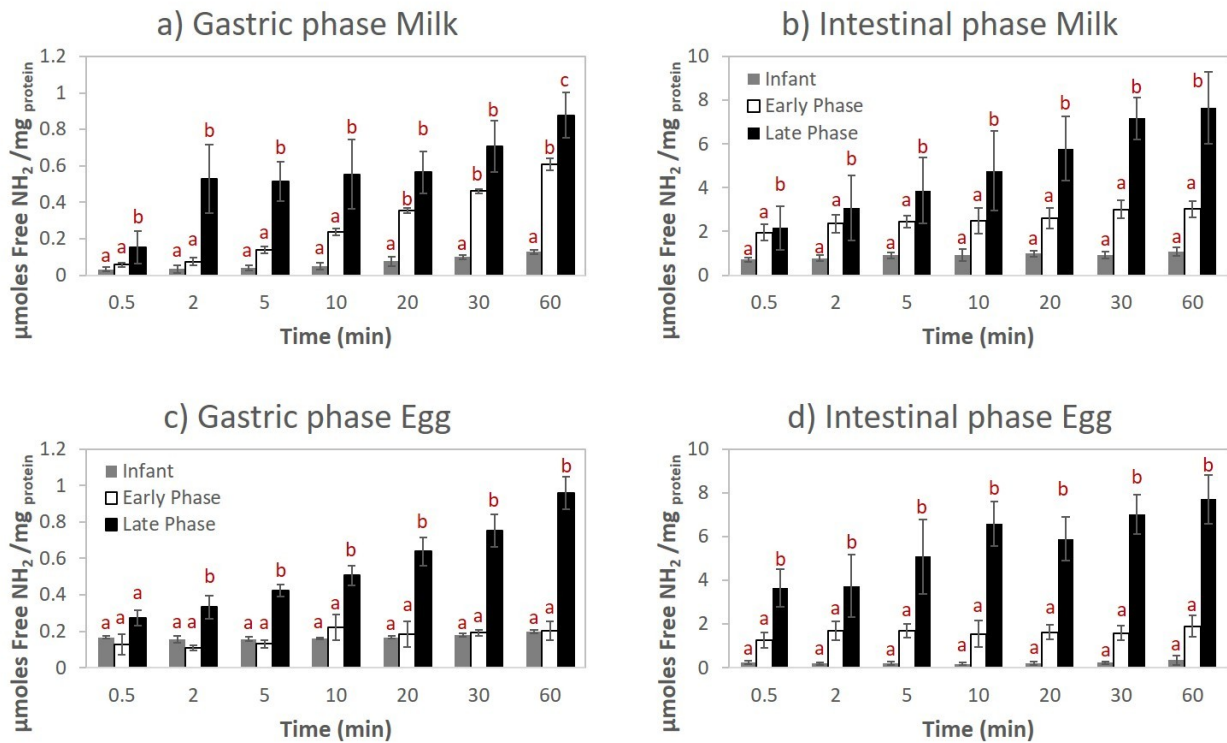 a) Gastric phase Milk
µmoles Free NH₂ /mg protein
1.2
1
0.8
0.6
0.4
0.2
0
a a b
a a b
a a b
a a b
a b b
a b b
a b c
0.5 2 5 10 20 30 60
Time (min)
b) Intestinal phase Milk
µmoles Free NH₂ /mg protein
10
8
6
4
2
0
Infant
Early Phase
Late Phase
a a b
a a b
a a b
a a b
a a b
a a b
a a b
0.5 2 5 10 20 30 60
Time (min)
c) Gastric phase Egg
µmoles Free NH₂ /mg protein
1.2
1
0.8
0.6
0.4
0.2
0
Infant
Early Phase
Late Phase
a a a
a a b
a a b
a a b
a a b
a a b
a a b
0.5 2 5 10 20 30 60
Time (min)
d) Intestinal phase Egg
µmoles Free NH₂ /mg protein
10
8
6
4
2
0
a a b
a a b
a a b
a a b
a a b
a a b
a a b
0.5 2 5 10 20 30 60
Time (min)